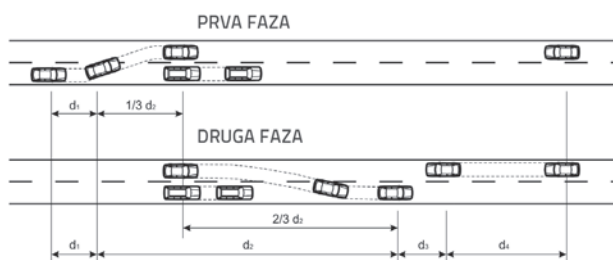 PRVA FAZA
d₁
1/3 d₂
DRUGA FAZA
2/3 d₂
d₁
d₂
d₃
d₄